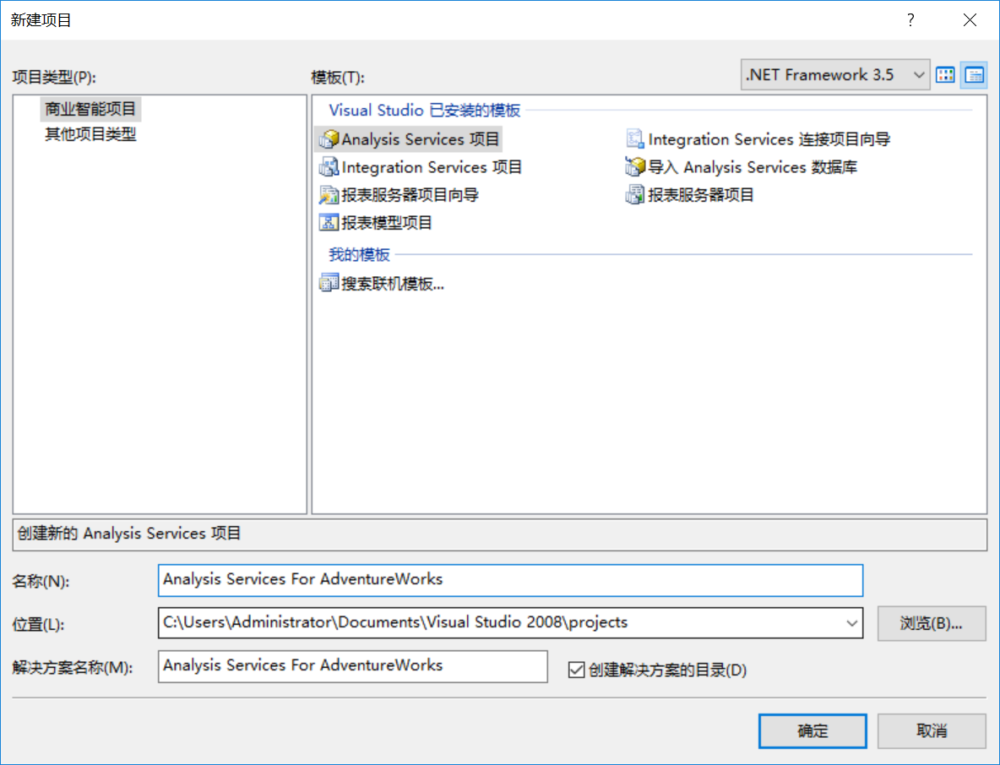 新建项目
?
项目类型(P):
模板(T):
.NET Framework 3.5
商业智能项目
其他项目类型
Visual Studio 已安装的模板
Analysis Services 项目
Integration Services 连接项目向导
Integration Services 项目
导入 Analysis Services 数据库
报表服务器项目向导
报表服务器项目
报表模型项目
我的模板
搜索联机模板...
创建新的 Analysis Services 项目
名称(N):
Analysis Services For AdventureWorks
位置(L):
C:\Users\Administrator\Documents\Visual Studio 2008\projects
浏览(B)...
解决方案名称(M):
Analysis Services For AdventureWorks
创建解决方案的目录(D)
确定
取消